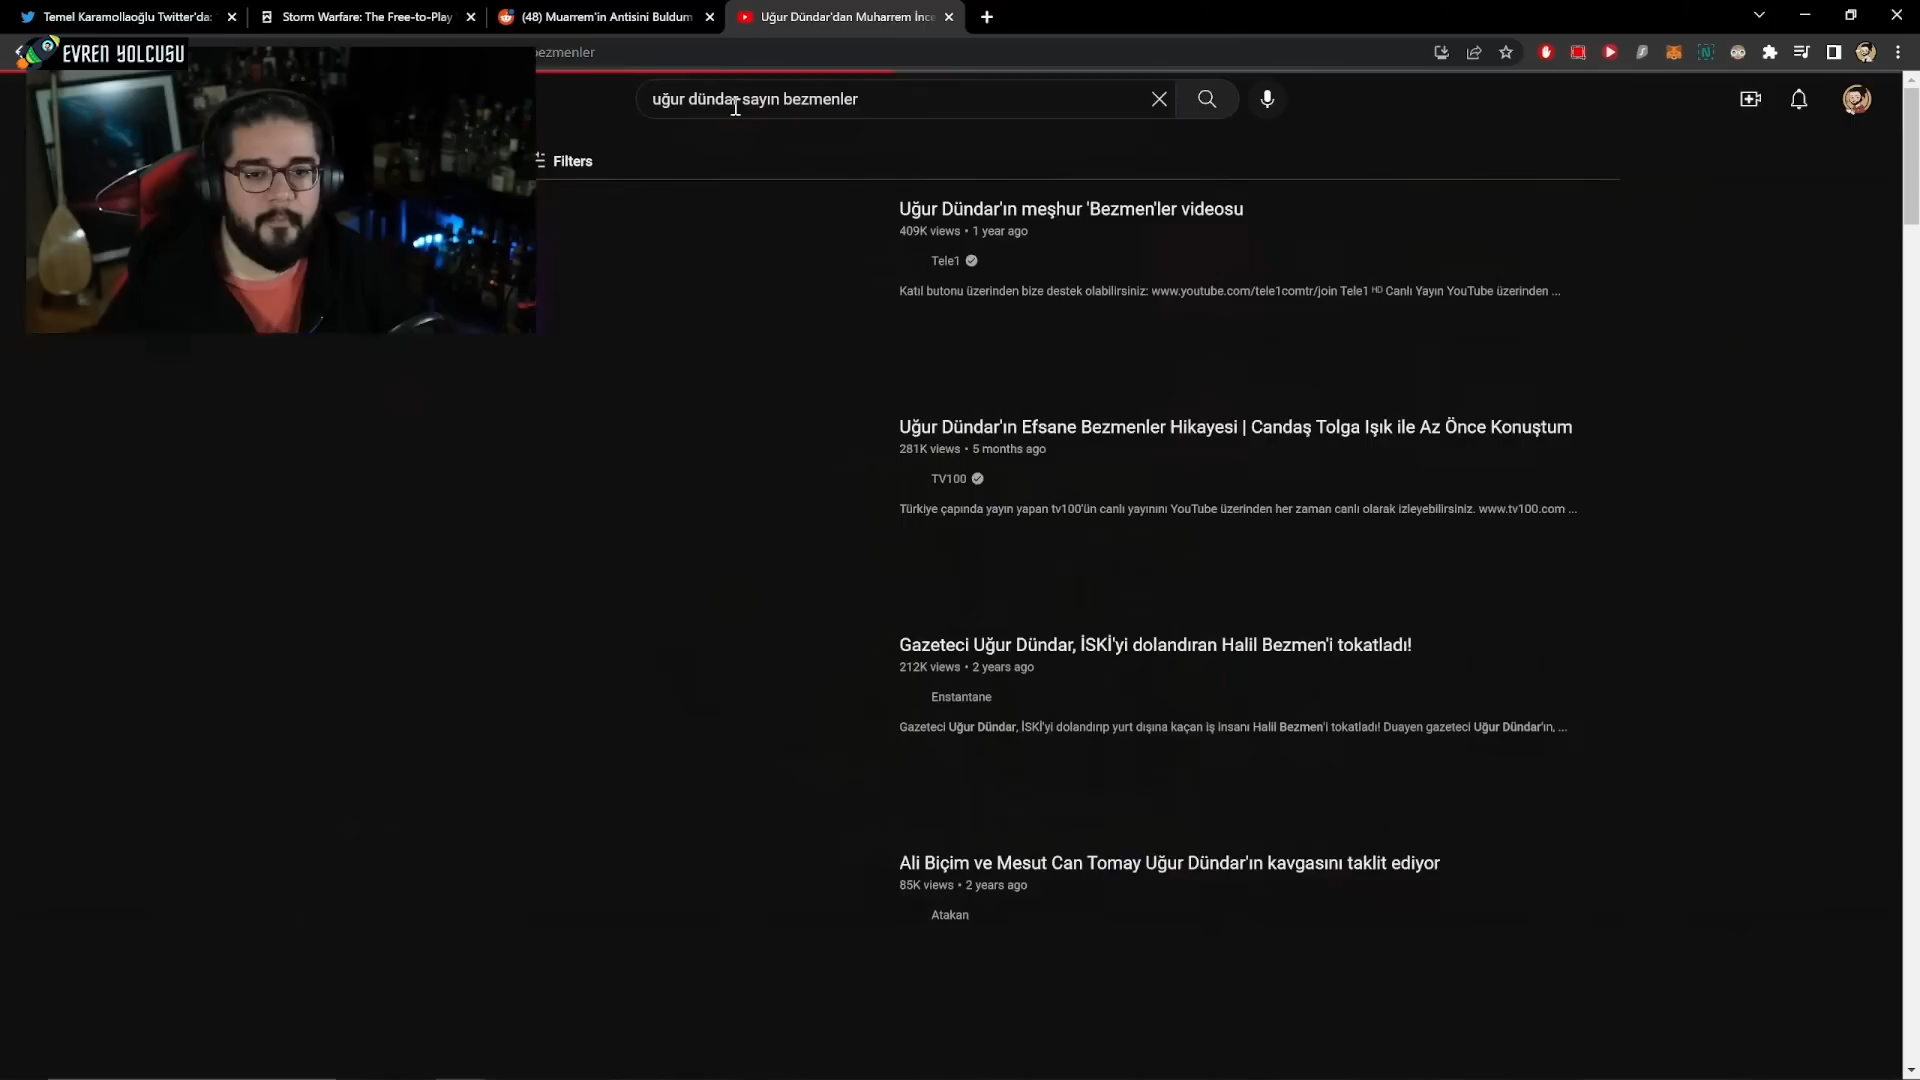 Temel Karamollaoğlu Twitter'da:
Storm Warfare: The Free-to-Play
(48) Muarrem'in Antisini Buldum
Uğur Dündar'dan Muharrem İnce
EVREN YOLCUSU
bezmenler
uğur dündar sayın bezmenler
Filters
Uğur Dündar'ın meşhur 'Bezmen'ler videosu
409K views • 1 year ago
Tele1
Katıl butonu üzerinden bize destek olabilirsiniz: www.youtube.com/tele1comtr/join Tele1 ᴴᴰ Canlı Yayın YouTube üzerinden ...
Uğur Dündar'ın Efsane Bezmenler Hikayesi | Candaş Tolga Işık ile Az Önce Konuştum
281K views • 5 months ago
TV100
Türkiye çapında yayın yapan tv100'ün canlı yayınını YouTube üzerinden her zaman canlı olarak izleyebilirsiniz. www.tv100.com ...
Gazeteci Uğur Dündar, İSKİ'yi dolandıran Halil Bezmen'i tokatladı!
212K views • 2 years ago
Enstantane
Gazeteci Uğur Dündar, İSKİ'yi dolandırıp yurt dışına kaçan iş insanı Halil Bezmen'i tokatladı! Duayen gazeteci Uğur Dündar'ın, ...
Ali Biçim ve Mesut Can Tomay Uğur Dündar'ın kavgasını taklit ediyor
85K views • 2 years ago
Atakan